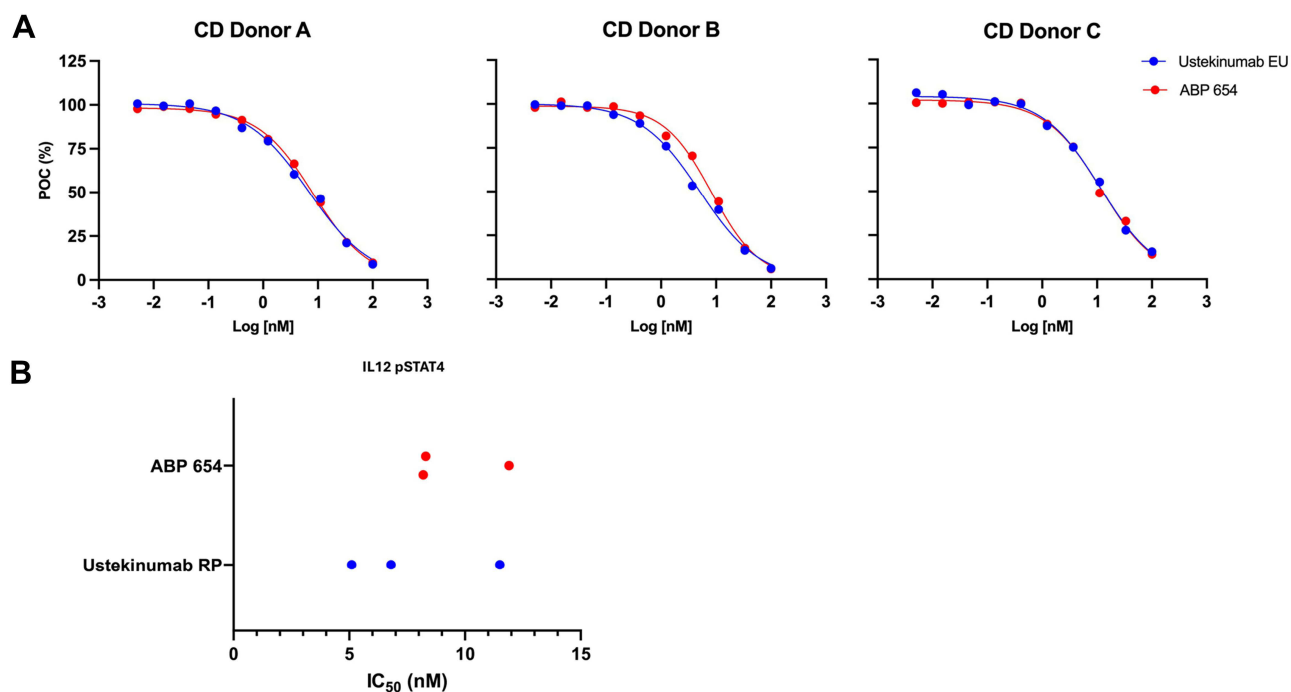 A
CD Donor A
CD Donor B
CD Donor C
Ustekinumab EU
ABP 654
POC (%)
125
100
75
50
25
0
-3 -2 -1 0 1 2 3
-3 -2 -1 0 1 2 3
-3 -2 -1 0 1 2 3
Log [nM]
Log [nM]
Log [nM]
B
IL12 pSTAT4
ABP 654
Ustekinumab RP
0 5 10 15
IC50 (nM)